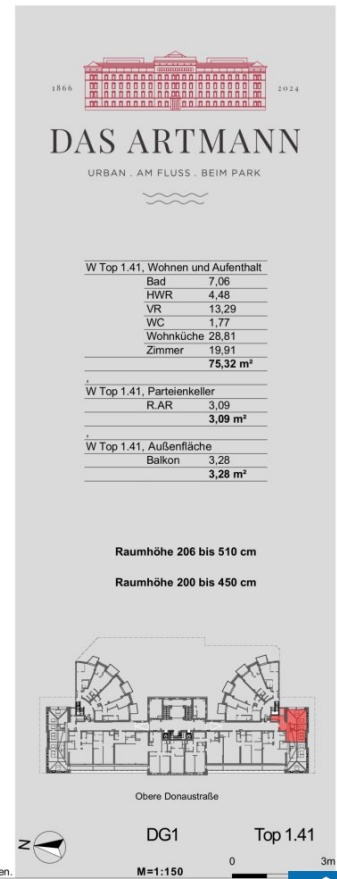 1866 2024
DAS ARTMANN
URBAN . AM FLUSS . BEIM PARK
W Top 1.41, Wohnen und Aufenthalt
Bad 7,06
HWR 4,48
VR 13,29
WC 1,77
Wohnküche 28,81
Zimmer 19,91
75,32 m²
,
W Top 1.41, Parteienkeller
R.AR 3,09
3,09 m²
,
W Top 1.41, Außenfläche
Balkon 3,28
3,28 m²
Raumhöhe 206 bis 510 cm
Raumhöhe 200 bis 450 cm
Obere Donaustraße
N DG1 Top 1.41
en. M=1:150 0 3m